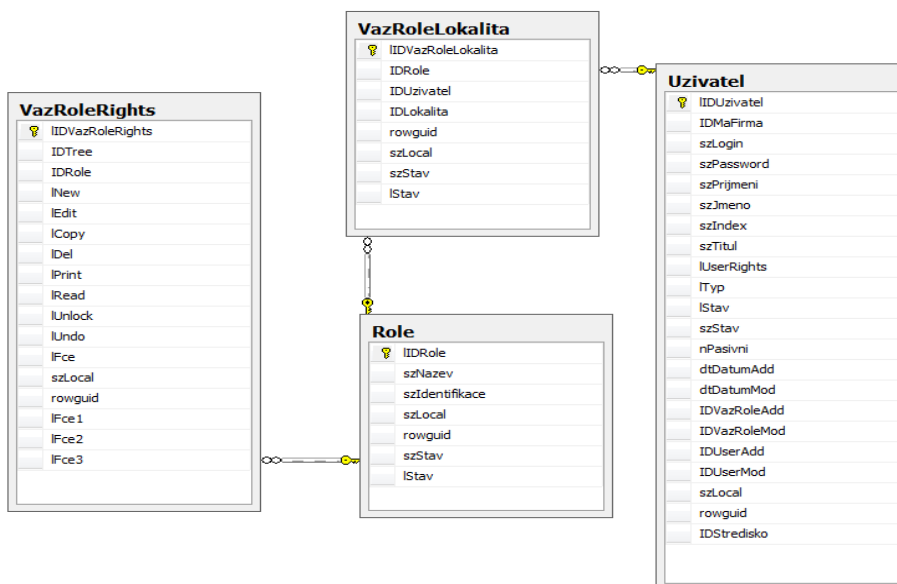 VazRoleLokalita
lIDVazRoleLokalita
IDRole
IDUzivatel
IDLokalita
rowguid
szLocal
szStav
lStav
Uzivatel
lIDUzivatel
IDMaFirma
szLogin
szPassword
szPrijmeni
szJmeno
szIndex
szTitul
lUserRights
lTyp
lStav
szStav
nPasivni
dtDatumAdd
dtDatumMod
IDVazRoleAdd
IDVazRoleMod
IDUserAdd
IDUserMod
szLocal
rowguid
IDStredisko
VazRoleRights
lIDVazRoleRights
IDTree
IDRole
lNew
lEdit
lCopy
lDel
lPrint
lRead
lUnlock
lUndo
lFce
szLocal
rowguid
lFce1
lFce2
lFce3
Role
lIDRole
szNazev
szIdentifikace
szLocal
rowguid
szStav
lStav